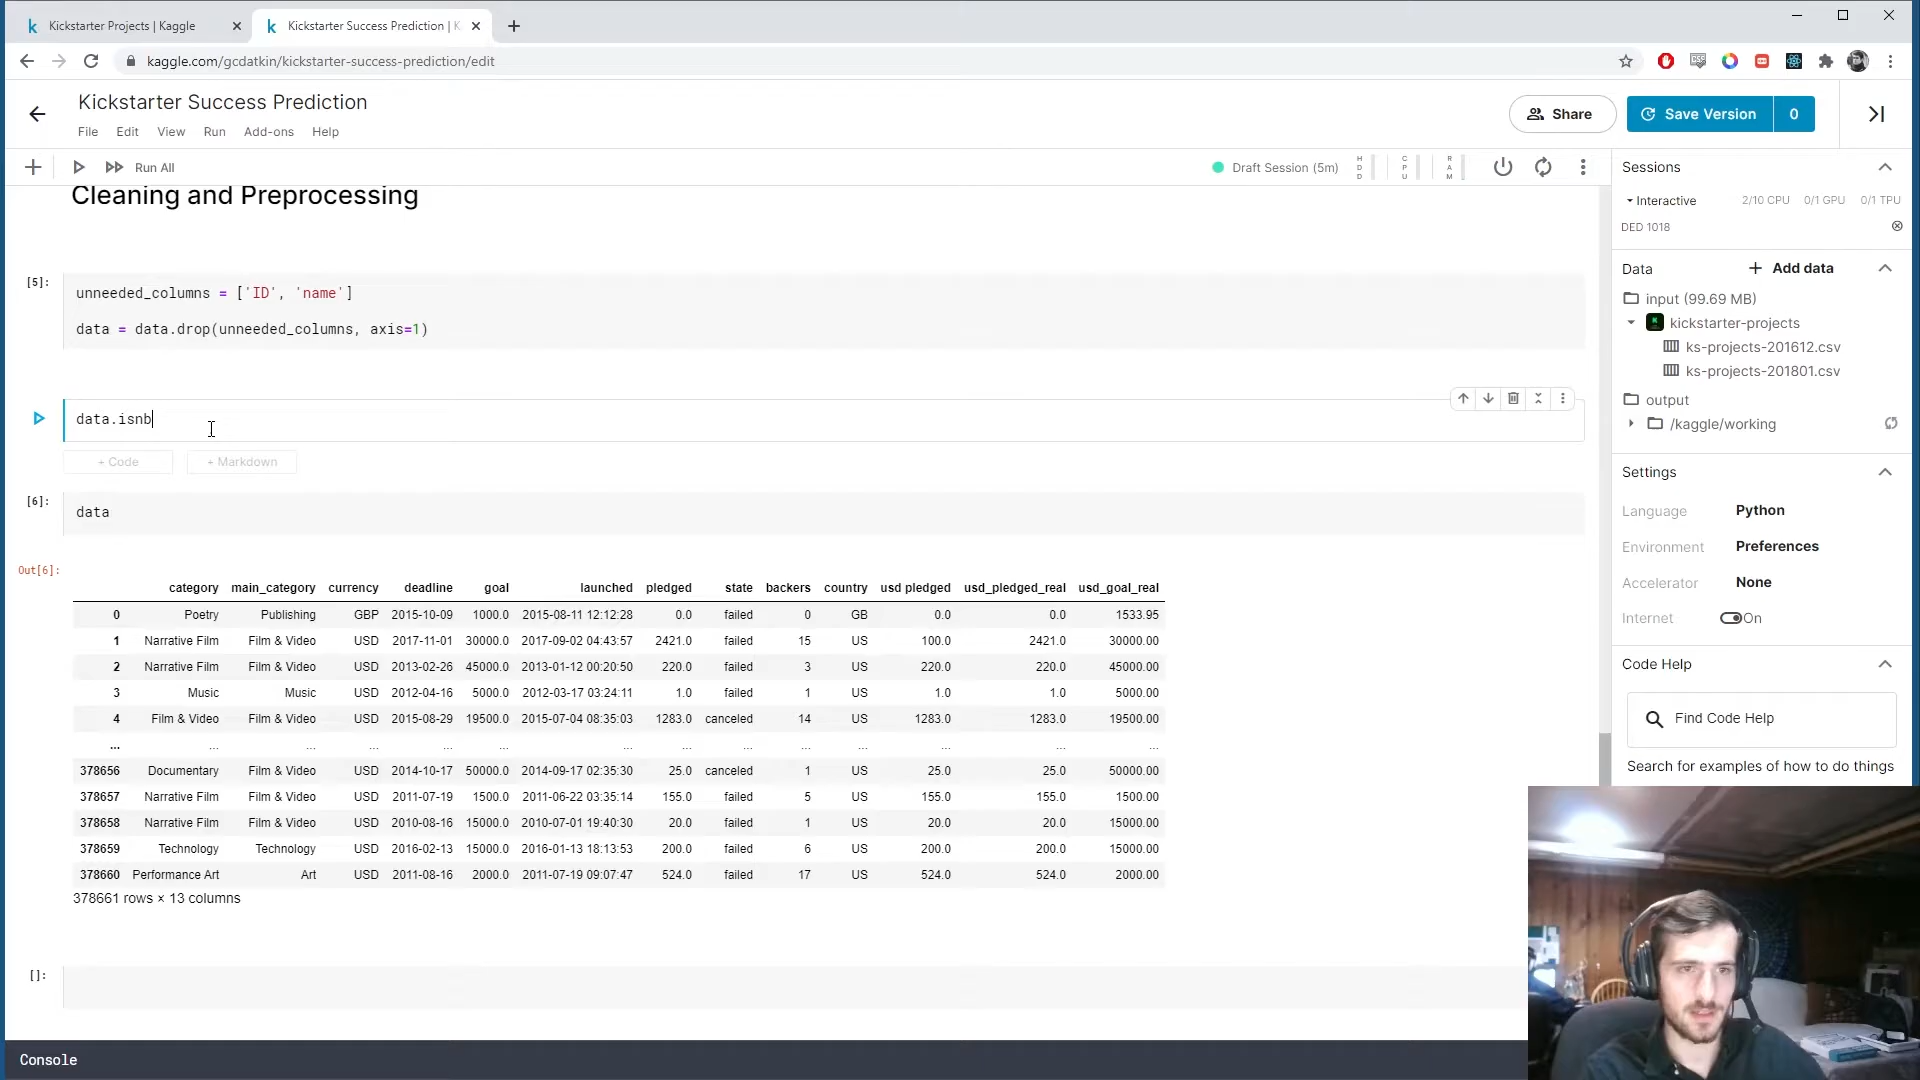 Kickstarter Projects | Kaggle
Kickstarter Success Prediction | K
kaggle.com/gcdatkin/kickstarter-success-prediction/edit
Kickstarter Success Prediction
File Edit View Run Add-ons Help
Share
Save Version 0
Run All
Draft Session (5m)
HDD
CPU
RAM
Cleaning and Preprocessing
[5]:
unneeded_columns = ['ID', 'name']
data = data.drop(unneeded_columns, axis=1)
data.isnb
+ Code + Markdown
[6]:
data
Out[6]:
category main_category currency deadline goal launched pledged state backers country usd pledged usd_pledged_real usd_goal_real
0 Poetry Publishing GBP 2015-10-09 1000.0 2015-08-11 12:12:28 0.0 failed 0 GB 0.0 0.0 1533.95
1 Narrative Film Film & Video USD 2017-11-01 30000.0 2017-09-02 04:43:57 2421.0 failed 15 US 100.0 2421.0 30000.00
2 Narrative Film Film & Video USD 2013-02-26 45000.0 2013-01-12 00:20:50 220.0 failed 3 US 220.0 220.0 45000.00
3 Music Music USD 2012-04-16 5000.0 2012-03-17 03:24:11 1.0 failed 1 US 1.0 1.0 5000.00
4 Film & Video Film & Video USD 2015-08-29 19500.0 2015-07-04 08:35:03 1283.0 canceled 14 US 1283.0 1283.0 19500.00
... ... ... ... ... ... ... ... ... ... ... ... ... ...
378656 Documentary Film & Video USD 2014-10-17 50000.0 2014-09-17 02:35:30 25.0 canceled 1 US 25.0 25.0 50000.00
378657 Narrative Film Film & Video USD 2011-07-19 1500.0 2011-06-22 03:35:14 155.0 failed 5 US 155.0 155.0 1500.00
378658 Narrative Film Film & Video USD 2010-08-16 15000.0 2010-07-01 19:40:30 20.0 failed 1 US 20.0 20.0 15000.00
378659 Technology Technology USD 2016-02-13 15000.0 2016-01-13 18:13:53 200.0 failed 6 US 200.0 200.0 15000.00
378660 Performance Art Art USD 2011-08-16 2000.0 2011-07-19 09:07:47 524.0 failed 17 US 524.0 524.0 2000.00
378661 rows × 13 columns
[]:
Console
Sessions
Interactive 2/10 CPU 0/1 GPU 0/1 TPU
DED 1018
Data + Add data
input (99.69 MB)
kickstarter-projects
ks-projects-201612.csv
ks-projects-201801.csv
output
/kaggle/working
Settings
Language Python
Environment Preferences
Accelerator None
Internet On
Code Help
Find Code Help
Search for examples of how to do things